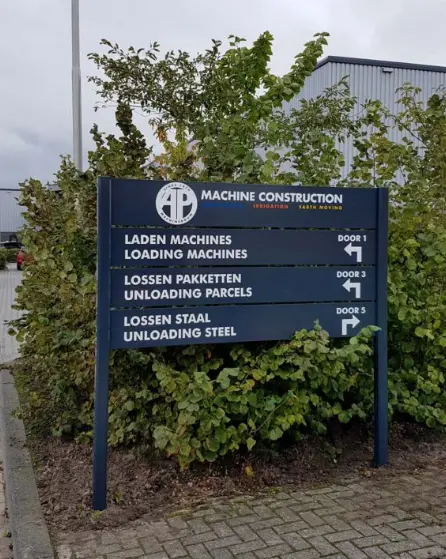 4P
MACHINE CONSTRUCTION
IRRIGATION EARTH MOVING
LADEN MACHINES
LOADING MACHINES
DOOR 1
LOSSEN PAKKETTEN
UNLOADING PARCELS
DOOR 3
LOSSEN STAAL
UNLOADING STEEL
DOOR 5